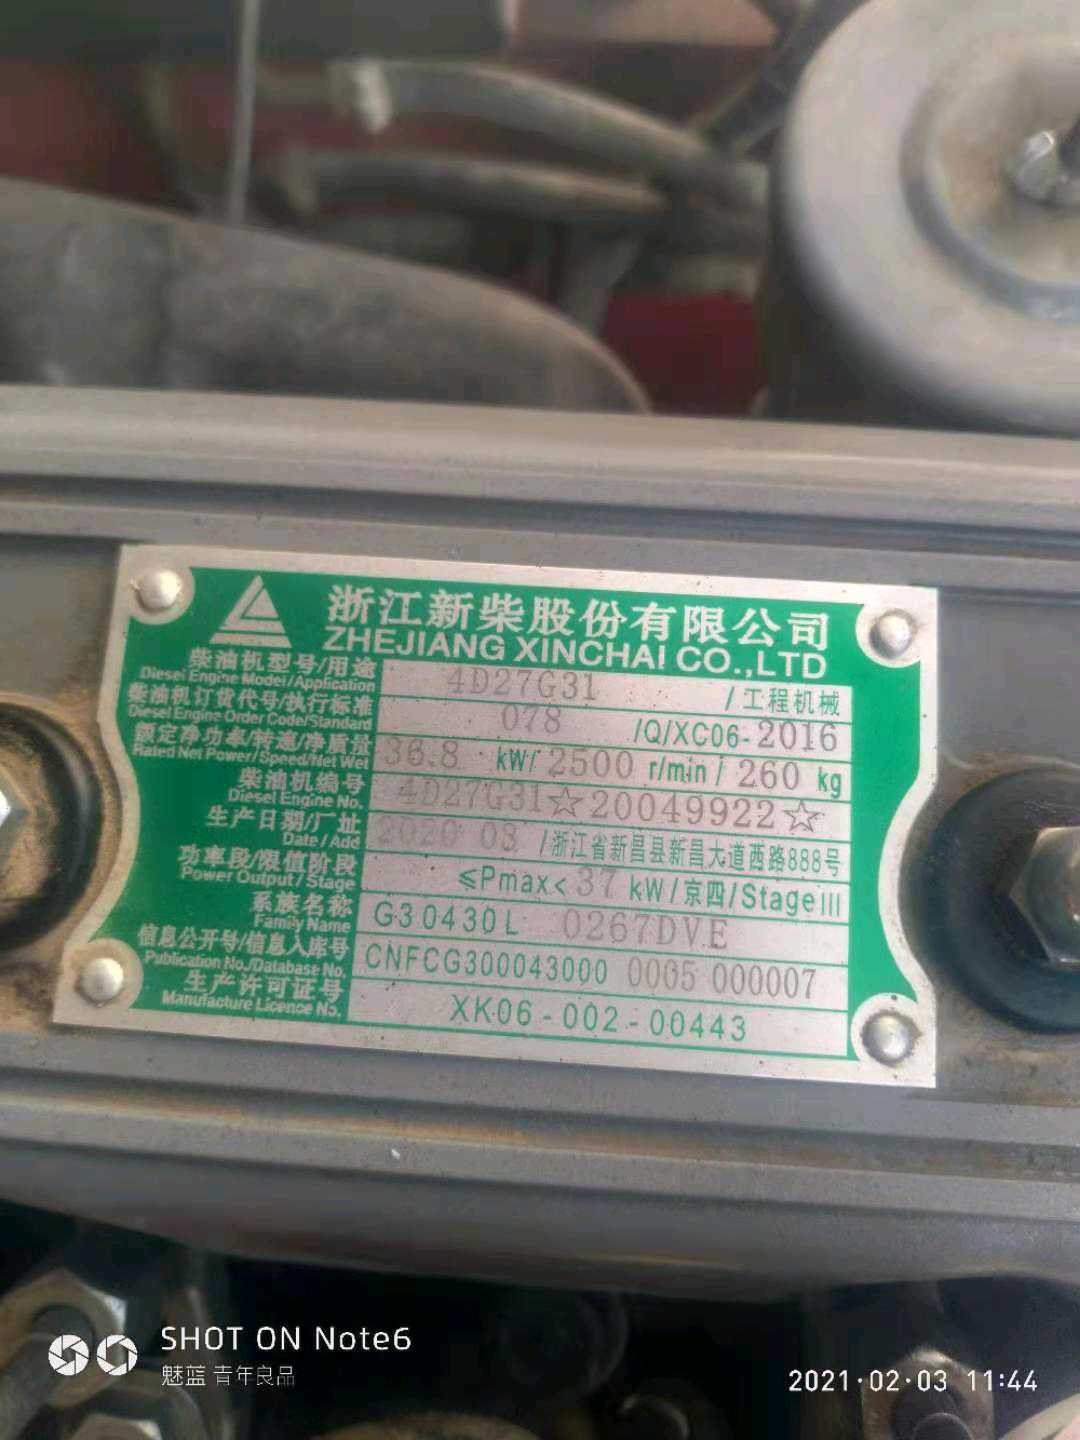 浙江新柴股份有限公司
ZHEJIANG XINCHAI CO.,LTD
柴油机型号/用途 4D27G31 /工程机械
Diesel Engine Model/Application
柴油机订货代号/执行标准 078 /Q/XC06-2016
Diesel Engine Order Code/Standard
额定净功率/转速/净质量 36.8 kW/ 2500 r/min / 260 kg
Rated Net Power/Speed/Net Wet
柴油机编号 4D27G31☆20049922☆
Diesel Engine No.
生产日期/厂址 2020 03 /浙江省新昌县新昌大道西路888号
Date/Add
功率段/限值阶段 ≤Pmax< 37 kW/京四/Stage III
Power Output/Stage
系族名称 G30430L 0267DVE
Family Name
信息公开号/信息入库号 CNFCG300043000 0005 000007
Publication No./Database No.
生产许可证号 XK06-002-00443
Manufacture Licence No.
SHOT ON Note6
魅蓝 青年良品
2021·02·03 11:44